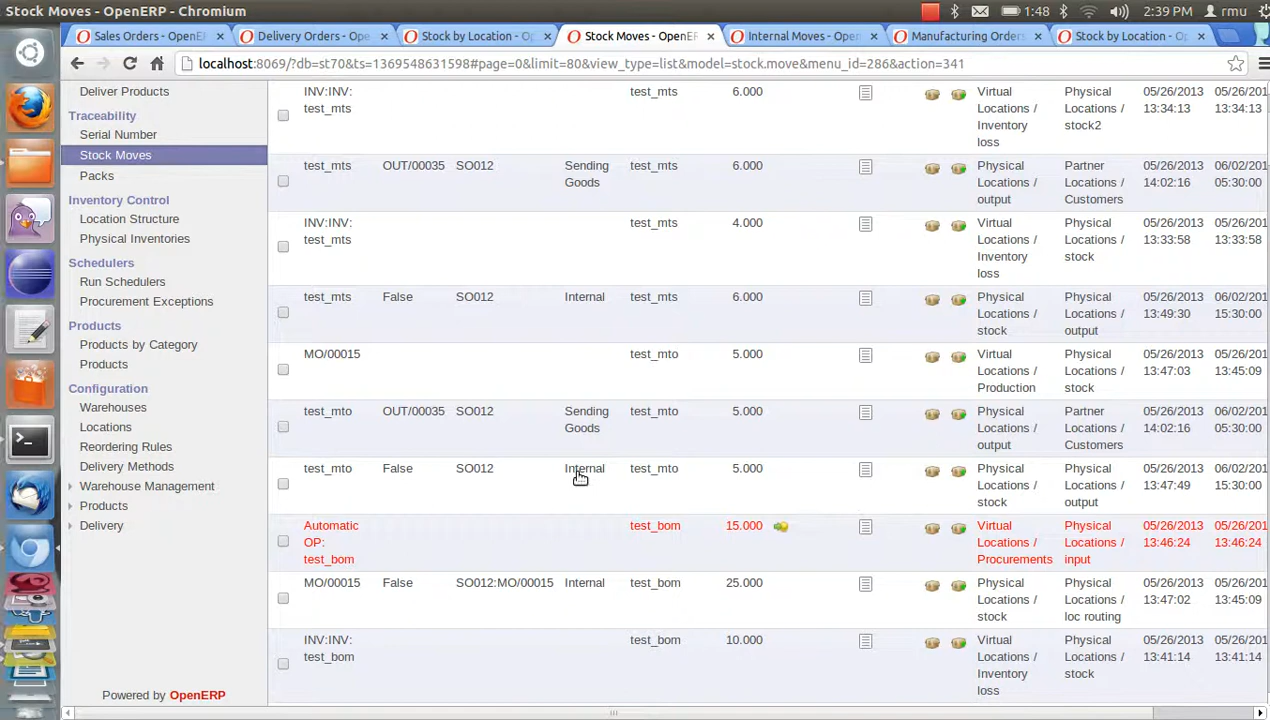 Stock Moves - OpenERP - Chromium
1:48
2:39 PM
rmu
Sales Orders - OpenERP
Delivery Orders - Ope
Stock by Location - Op
Stock Moves - OpenER
Internal Moves - Open
Manufacturing Orders
Stock by Location - Op
localhost:8069/?db=st70&ts=1369548631598#page=0&limit=80&view_type=list&model=stock.move&menu_id=286&action=341
Deliver Products
Traceability
Serial Number
Stock Moves
Packs
Inventory Control
Location Structure
Physical Inventories
Schedulers
Run Schedulers
Procurement Exceptions
Products
Products by Category
Products
Configuration
Warehouses
Locations
Reordering Rules
Delivery Methods
Warehouse Management
Products
Delivery
Powered by OpenERP
INV:INV: test_mts 6.000 Virtual Physical 05/26/2013 05/26/201
test_mts Locations / Locations / 13:34:13 13:34:13
Inventory stock2
loss
test_mts OUT/00035 SO012 Sending test_mts 6.000 Physical Partner 05/26/2013 06/02/201
Goods Locations / Locations / 14:02:16 05:30:00
output Customers
INV:INV: test_mts 4.000 Virtual Physical 05/26/2013 05/26/201
test_mts Locations / Locations / 13:33:58 13:33:58
Inventory stock
loss
test_mts False SO012 Internal test_mts 6.000 Physical Physical 05/26/2013 06/02/201
Locations / Locations / 13:49:30 15:30:00
stock output
MO/00015 test_mto 5.000 Virtual Physical 05/26/2013 05/26/201
Locations / Locations / 13:47:03 13:45:09
Production stock
test_mto OUT/00035 SO012 Sending test_mto 5.000 Physical Partner 05/26/2013 06/02/201
Goods Locations / Locations / 14:02:16 05:30:00
output Customers
test_mto False SO012 Internal test_mto 5.000 Physical Physical 05/26/2013 06/02/201
Locations / Locations / 13:47:49 15:30:00
stock output
Automatic test_bom 15.000 Virtual Physical 05/26/2013 05/26/201
OP: Locations / Locations / 13:46:24 13:46:24
test_bom Procurements input
MO/00015 False SO012:MO/00015 Internal test_bom 25.000 Physical Physical 05/26/2013 05/26/201
Locations / Locations / 13:47:02 13:45:09
stock loc routing
INV:INV: test_bom 10.000 Virtual Physical 05/26/2013 05/26/201
test_bom Locations / Locations / 13:41:14 13:41:14
Inventory stock
loss